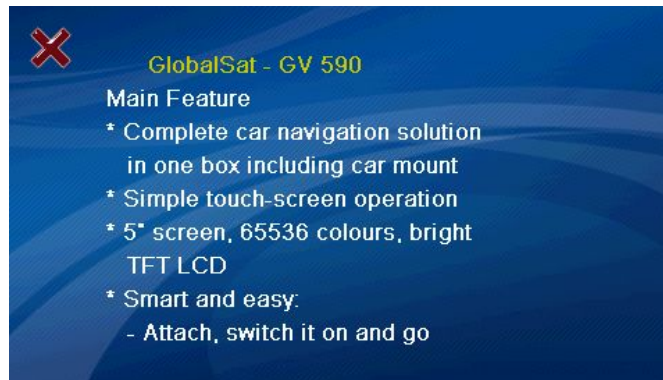 GlobalSat - GV 590
Main Feature
* Complete car navigation solution
in one box including car mount
* Simple touch-screen operation
* 5" screen, 65536 colours, bright
TFT LCD
* Smart and easy:
- Attach, switch it on and go